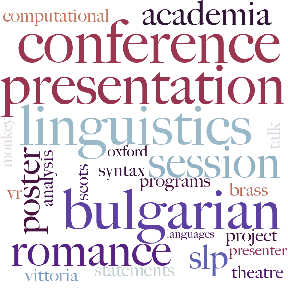 computational
academia
conference
presentation
linguistics
monkey
talk
poster
analysis
scots
oxford
session
syntax
vr
programs
brass
bulgarian
languages
project
romance
slp
presenter
vittoria
statements
theatre